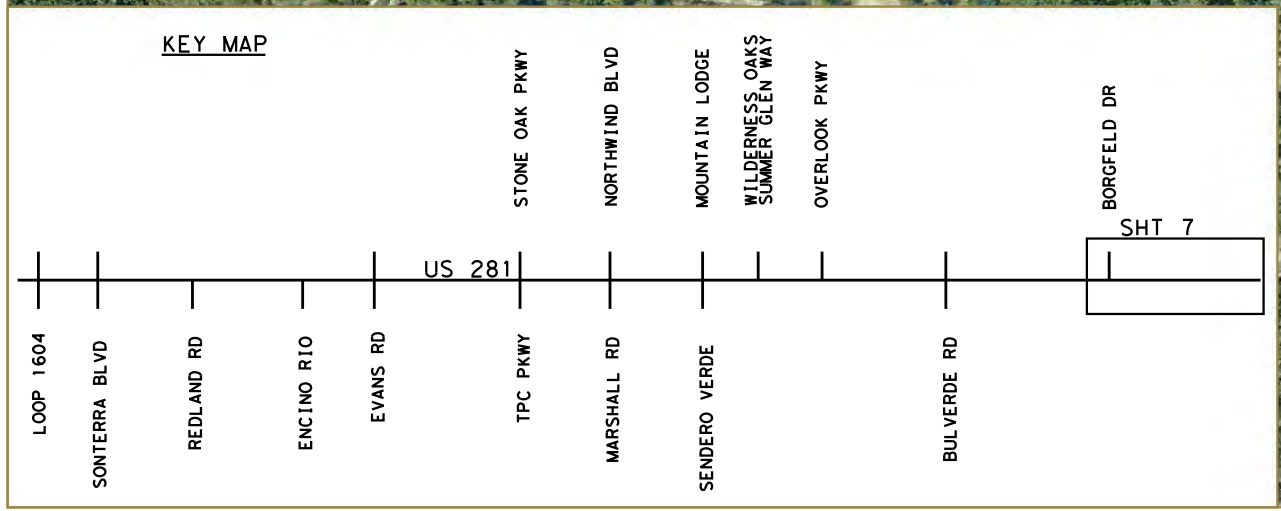 KEY MAP
STONE OAK PKWY
NORTHWIND BLVD
MOUNTAIN LODGE
WILDERNESS OAKS
SUMMER GLEN WAY
OVERLOOK PKWY
BORGFELD DR
SHT 7
US 281
LOOP 1604
SONTERRA BLVD
REDLAND RD
ENCINO RIO
EVANS RD
TPC PKWY
MARSHALL RD
SENDERO VERDE
BULVERDE RD